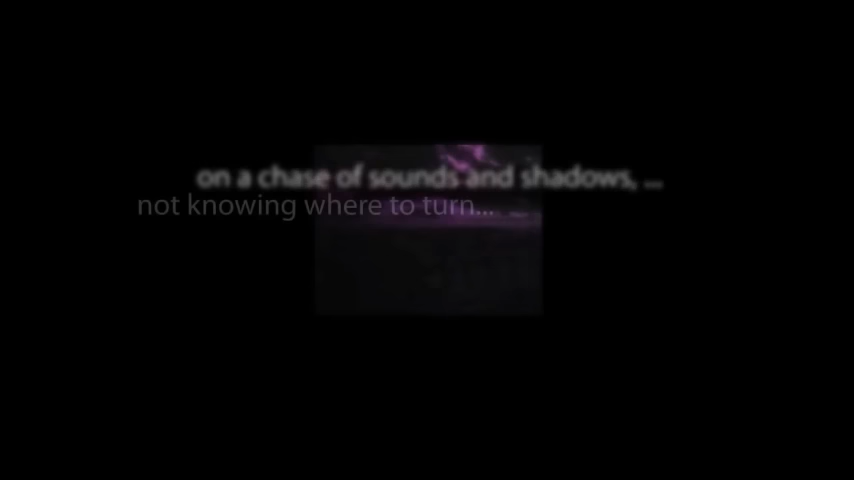 on a chase of sounds and shadows, ...
not knowing where to turn...